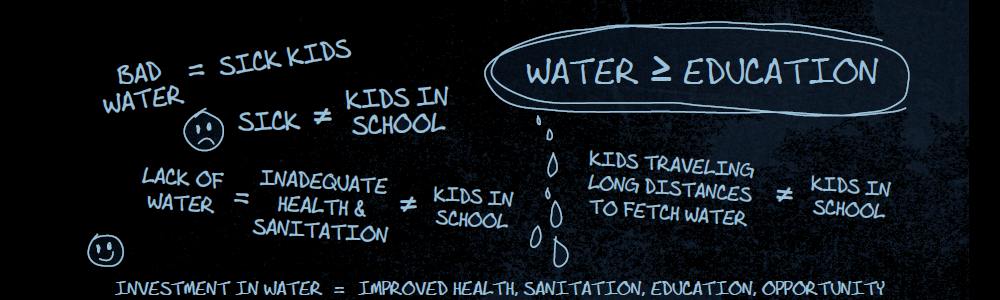 BAD WATER = SICK KIDS
WATER ≥ EDUCATION
SICK ≠ KIDS IN SCHOOL
LACK OF WATER = INADEQUATE HEALTH & SANITATION ≠ KIDS IN SCHOOL
KIDS TRAVELING LONG DISTANCES TO FETCH WATER ≠ KIDS IN SCHOOL
INVESTMENT IN WATER = IMPROVED HEALTH, SANITATION, EDUCATION, OPPORTUNITY